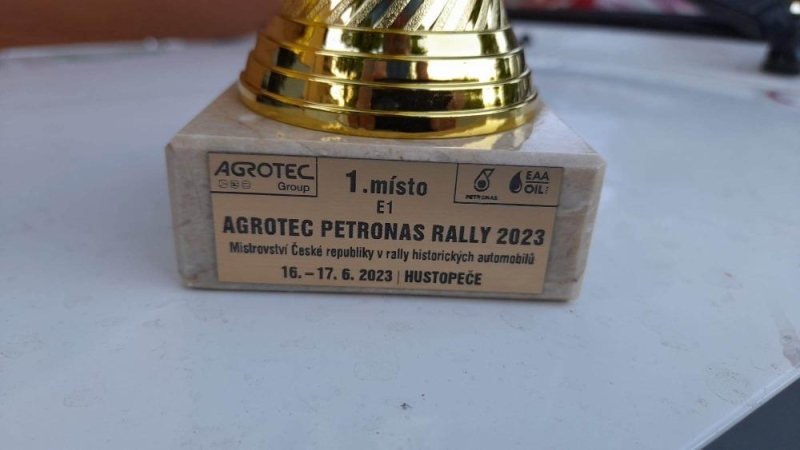 AGROTEC
Group
1.místo
E1
PETRONAS
EAA
OIL
AGROTEC PETRONAS RALLY 2023
Mistrovství České republiky v rally historických automobilů
16. – 17. 6. 2023 | HUSTOPEČE